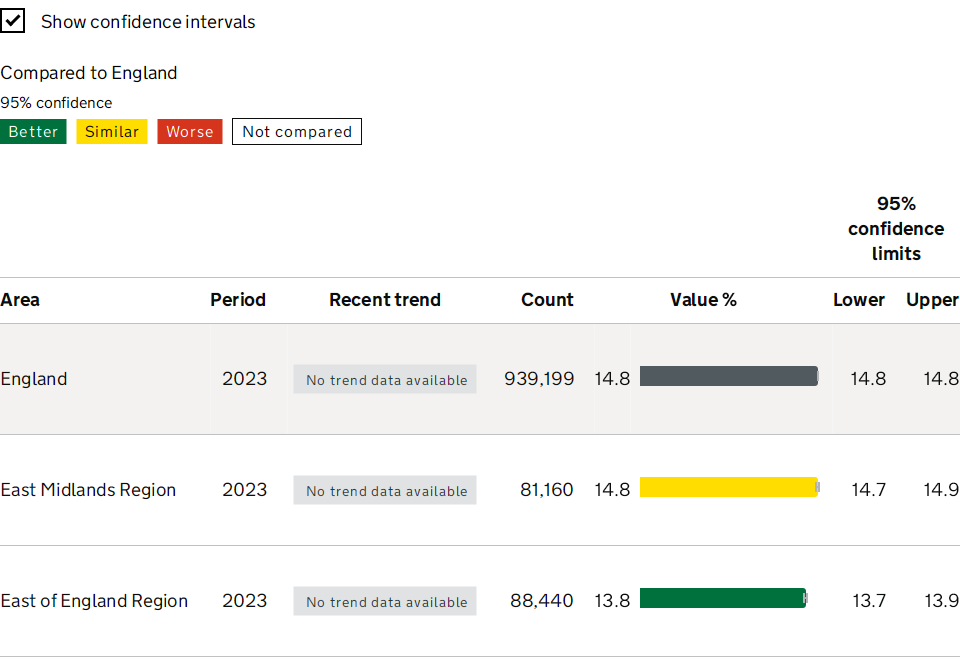 Show confidence intervals
Compared to England
95% confidence
Better Similar Worse Not compared
95%
confidence
limits
Area Period Recent trend Count Value % Lower Upper
England 2023 No trend data available 939,199 14.8 14.8 14.8
East Midlands Region 2023 No trend data available 81,160 14.8 14.7 14.9
East of England Region 2023 No trend data available 88,440 13.8 13.7 13.9